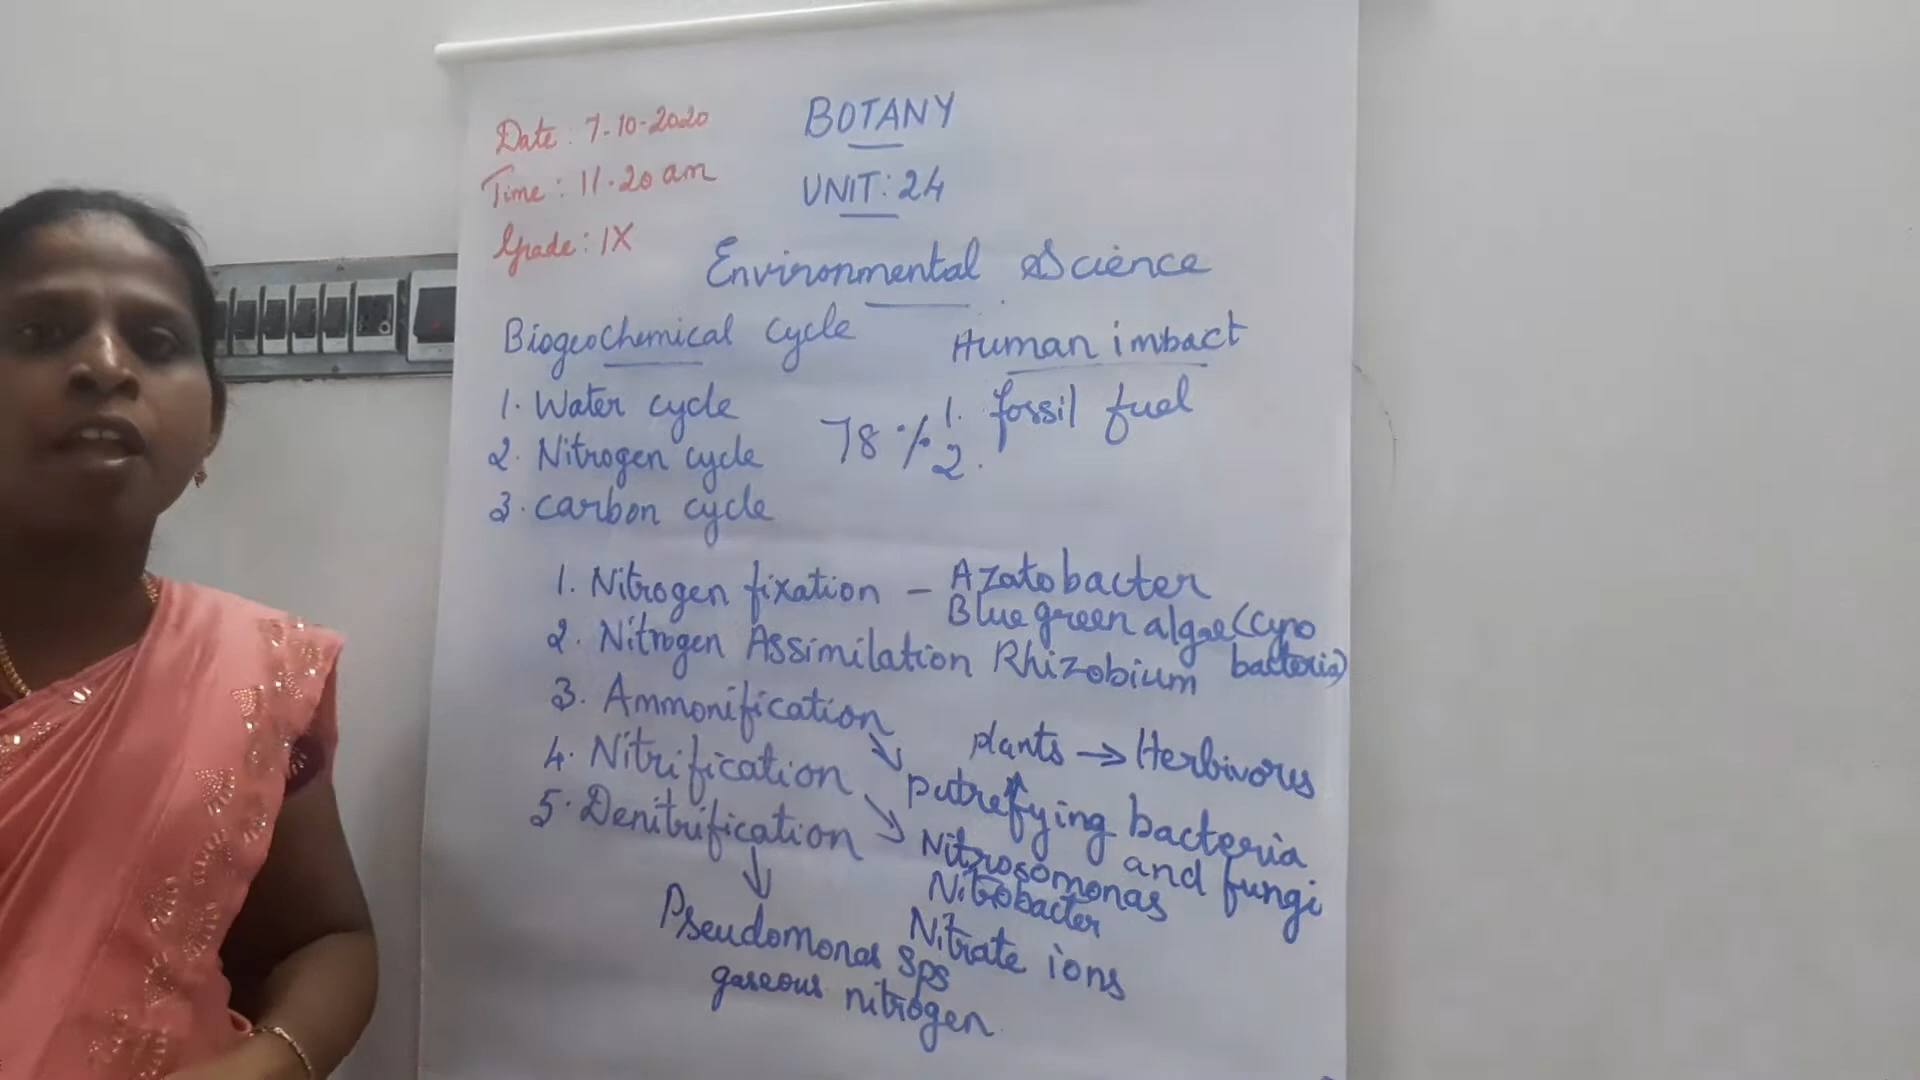 Date: 7-10-2020
Time: 11.20 am
Grade: IX
BOTANY
UNIT: 24
Environmental Science
Biogeochemical cycle
1. Water cycle
2. Nitrogen cycle
3. carbon cycle
78%
Human impact
1. fossil fuel
2.
1. Nitrogen fixation - Azatobacter
Blue green algae (cyno
bacteria)
2. Nitrogen Assimilation Rhizobium
3. Ammonification
plants → Herbivores
↘ putrefying bacteria
and fungi
4. Nitrification
↘ Nitrosomonas
Nitrobacter
Nitrate ions
5. Denitrification
↓
Pseudomonas sps
gaseous nitrogen